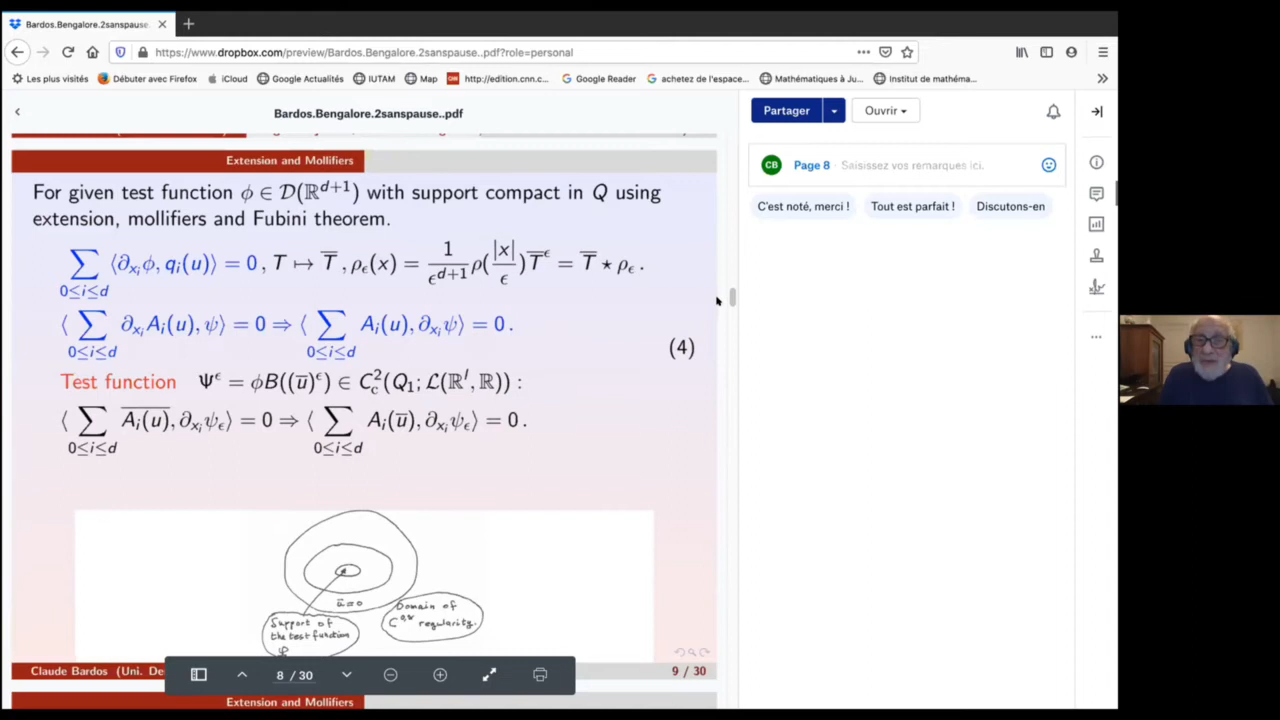 Bardos.Bengale.2sanspause.
https://www.dropbox.com/preview/Bardos.Bengalore.2sanspause..pdf?role=personal
Les plus visités Débuter avec Firefox iCloud Google Actualités IUTAM Map http://edition.cnn.c... Google Reader achetez de l'espace... Mathématiques à Ju... Institut de mathéma...
Bardos.Bengalore.2sanspause..pdf
Partager Ouvrir
Extension and Mollifiers
CB Page 8 Saisissez vos remarques ici.
C'est noté, merci ! Tout est parfait ! Discutons-en
For given test function ϕ ∈ 𝒟(ℝ^{d+1}) with support compact in Q using
extension, mollifiers and Fubini theorem.
∑_{0≤i≤d} ⟨∂_{x_i}ϕ, q_i(u)⟩ = 0 , T ↦ T̅ , ρ_ϵ(x) = 1/ϵ^{d+1} ρ(|x|/ϵ) T̅^ϵ = T̅ ⋆ ρ_ϵ .
⟨ ∑_{0≤i≤d} ∂_{x_i}A_i(u), ψ⟩ = 0 ⇒ ⟨ ∑_{0≤i≤d} A_i(u), ∂_{x_i}ψ⟩ = 0 .
(4)
Test function Ψ^ϵ = ϕB((u̅)^ϵ) ∈ C_c^2(Q_1; ℒ(ℝ^l, ℝ)) :
⟨ ∑_{0≤i≤d} \overline{A_i(u)}, ∂_{x_i}ψ_ϵ⟩ = 0 ⇒ ⟨ ∑_{0≤i≤d} A_i(u̅), ∂_{x_i}ψ_ϵ⟩ = 0 .
u̅=0
Domain of
C^{0,α} regularity.
Support of
the test function
φ
Claude Bardos (Uni. De
8 / 30
9 / 30
Extension and Mollifiers